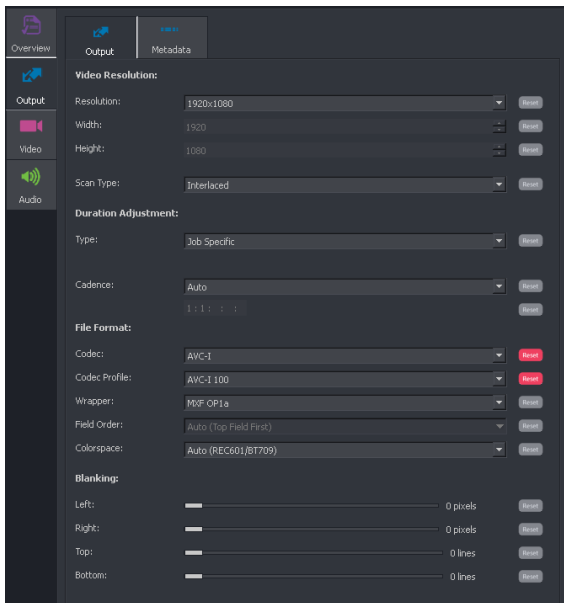 Overview
Output
Video
Audio
Output
Metadata
Video Resolution:
Resolution: 1920x1080 Reset
Width: 1920 Reset
Height: 1080 Reset
Scan Type: Interlaced Reset
Duration Adjustment:
Type: Job Specific Reset
Cadence: Auto Reset
1 : 1 : : : Reset
File Format:
Codec: AVC-I Reset
Codec Profile: AVC-I 100 Reset
Wrapper: MXF OP1a Reset
Field Order: Auto (Top Field First) Reset
Colorspace: Auto (REC601/BT709) Reset
Blanking:
Left: 0 pixels Reset
Right: 0 pixels Reset
Top: 0 lines Reset
Bottom: 0 lines Reset